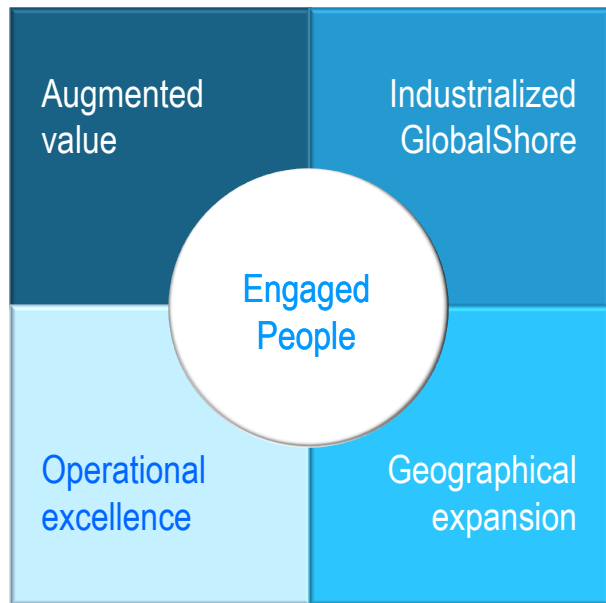 Augmented
value
Industrialized
GlobalShore
Engaged
People
Operational
excellence
Geographical
expansion